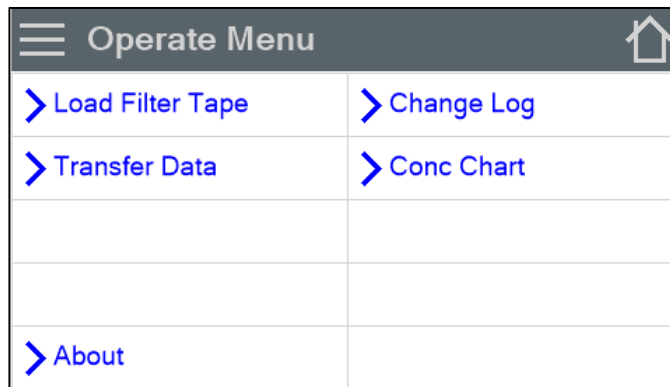 Operate Menu
Load Filter Tape
Change Log
Transfer Data
Conc Chart
About